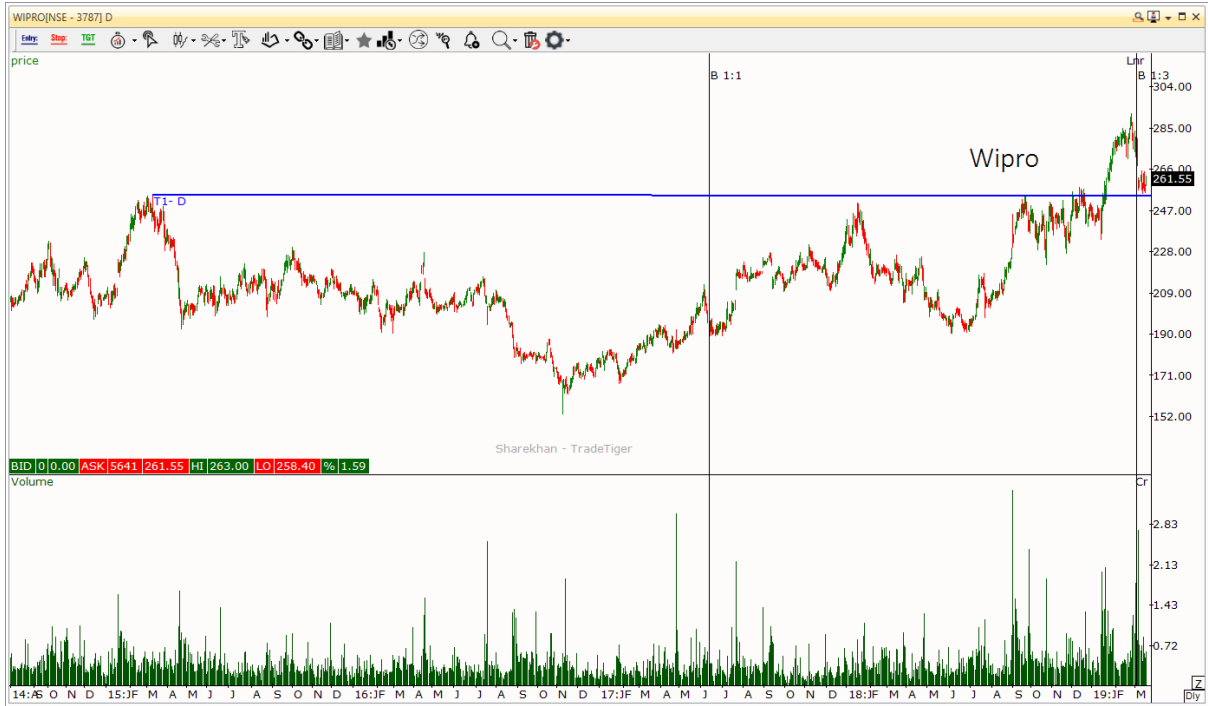 WIPRO[NSE - 3787] D
Entry: Stop: TGT
price
Lnr
B 1:1
B 1:3
304.00
285.00
Wipro
266.00
261.55
T1- D
247.00
228.00
209.00
190.00
171.00
152.00
Sharekhan - TradeTiger
BID 0 0.00 ASK 5641 261.55 HI 263.00 LO 258.40 % 1.59
Volume
Cr
2.83
2.13
1.43
0.72
Z
14:AS O N D 15:JF M A M J J A S O N D 16:JF M A M J J A S O N D 17:JF M A M J J A S O N D 18:JF M A M J J A S O N D 19:JF M
Dly